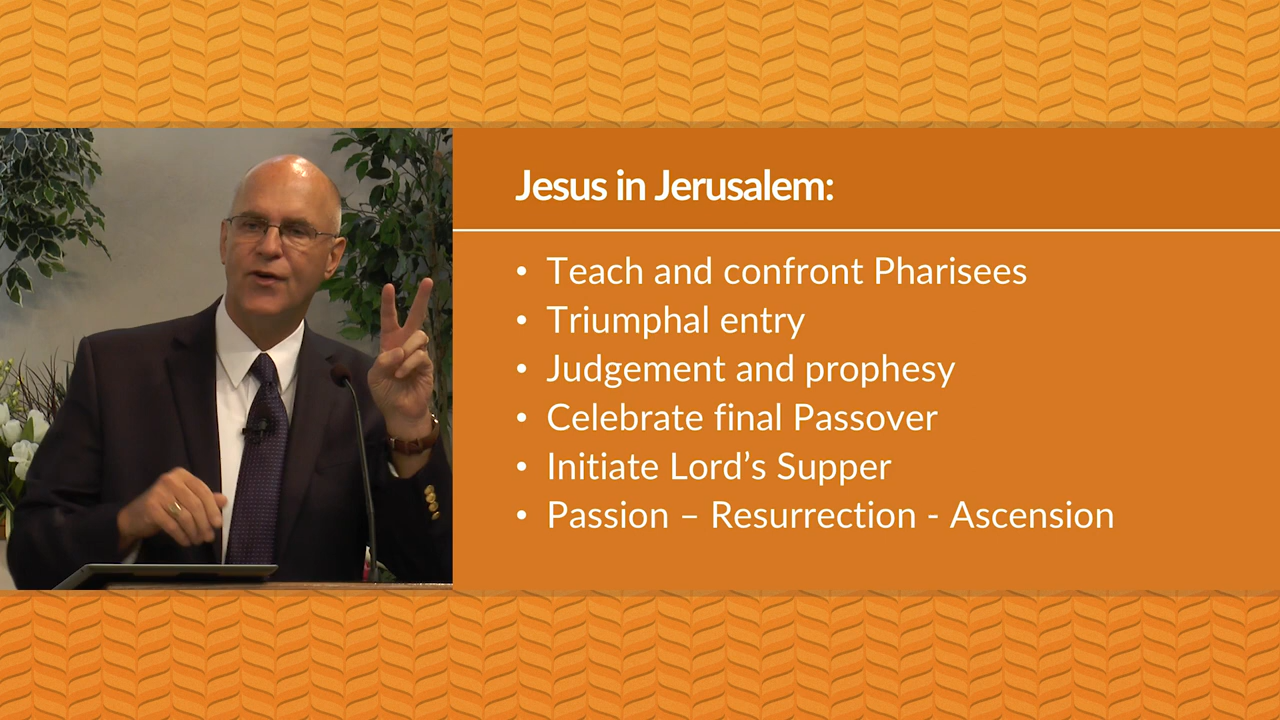 Jesus in Jerusalem:
• Teach and confront Pharisees
• Triumphal entry
• Judgement and prophesy
• Celebrate final Passover
• Initiate Lord’s Supper
• Passion – Resurrection - Ascension